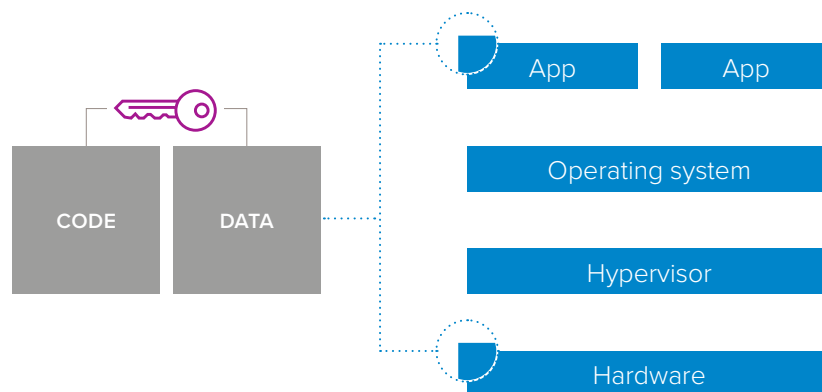 App
App
Operating system
CODE
DATA
Hypervisor
Hardware